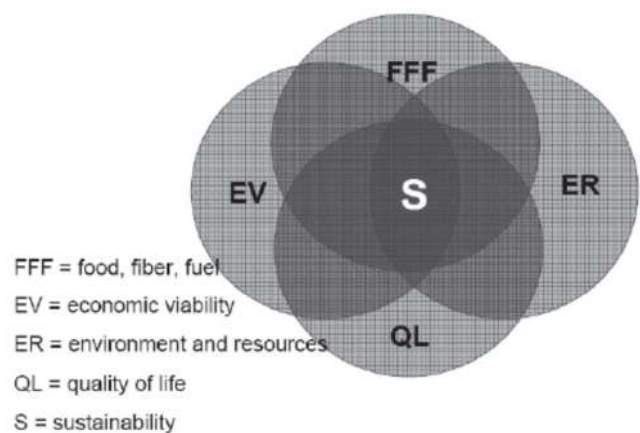 FFF
EV
S
ER
QL
FFF = food, fiber, fuel
EV = economic viability
ER = environment and resources
QL = quality of life
S = sustainability